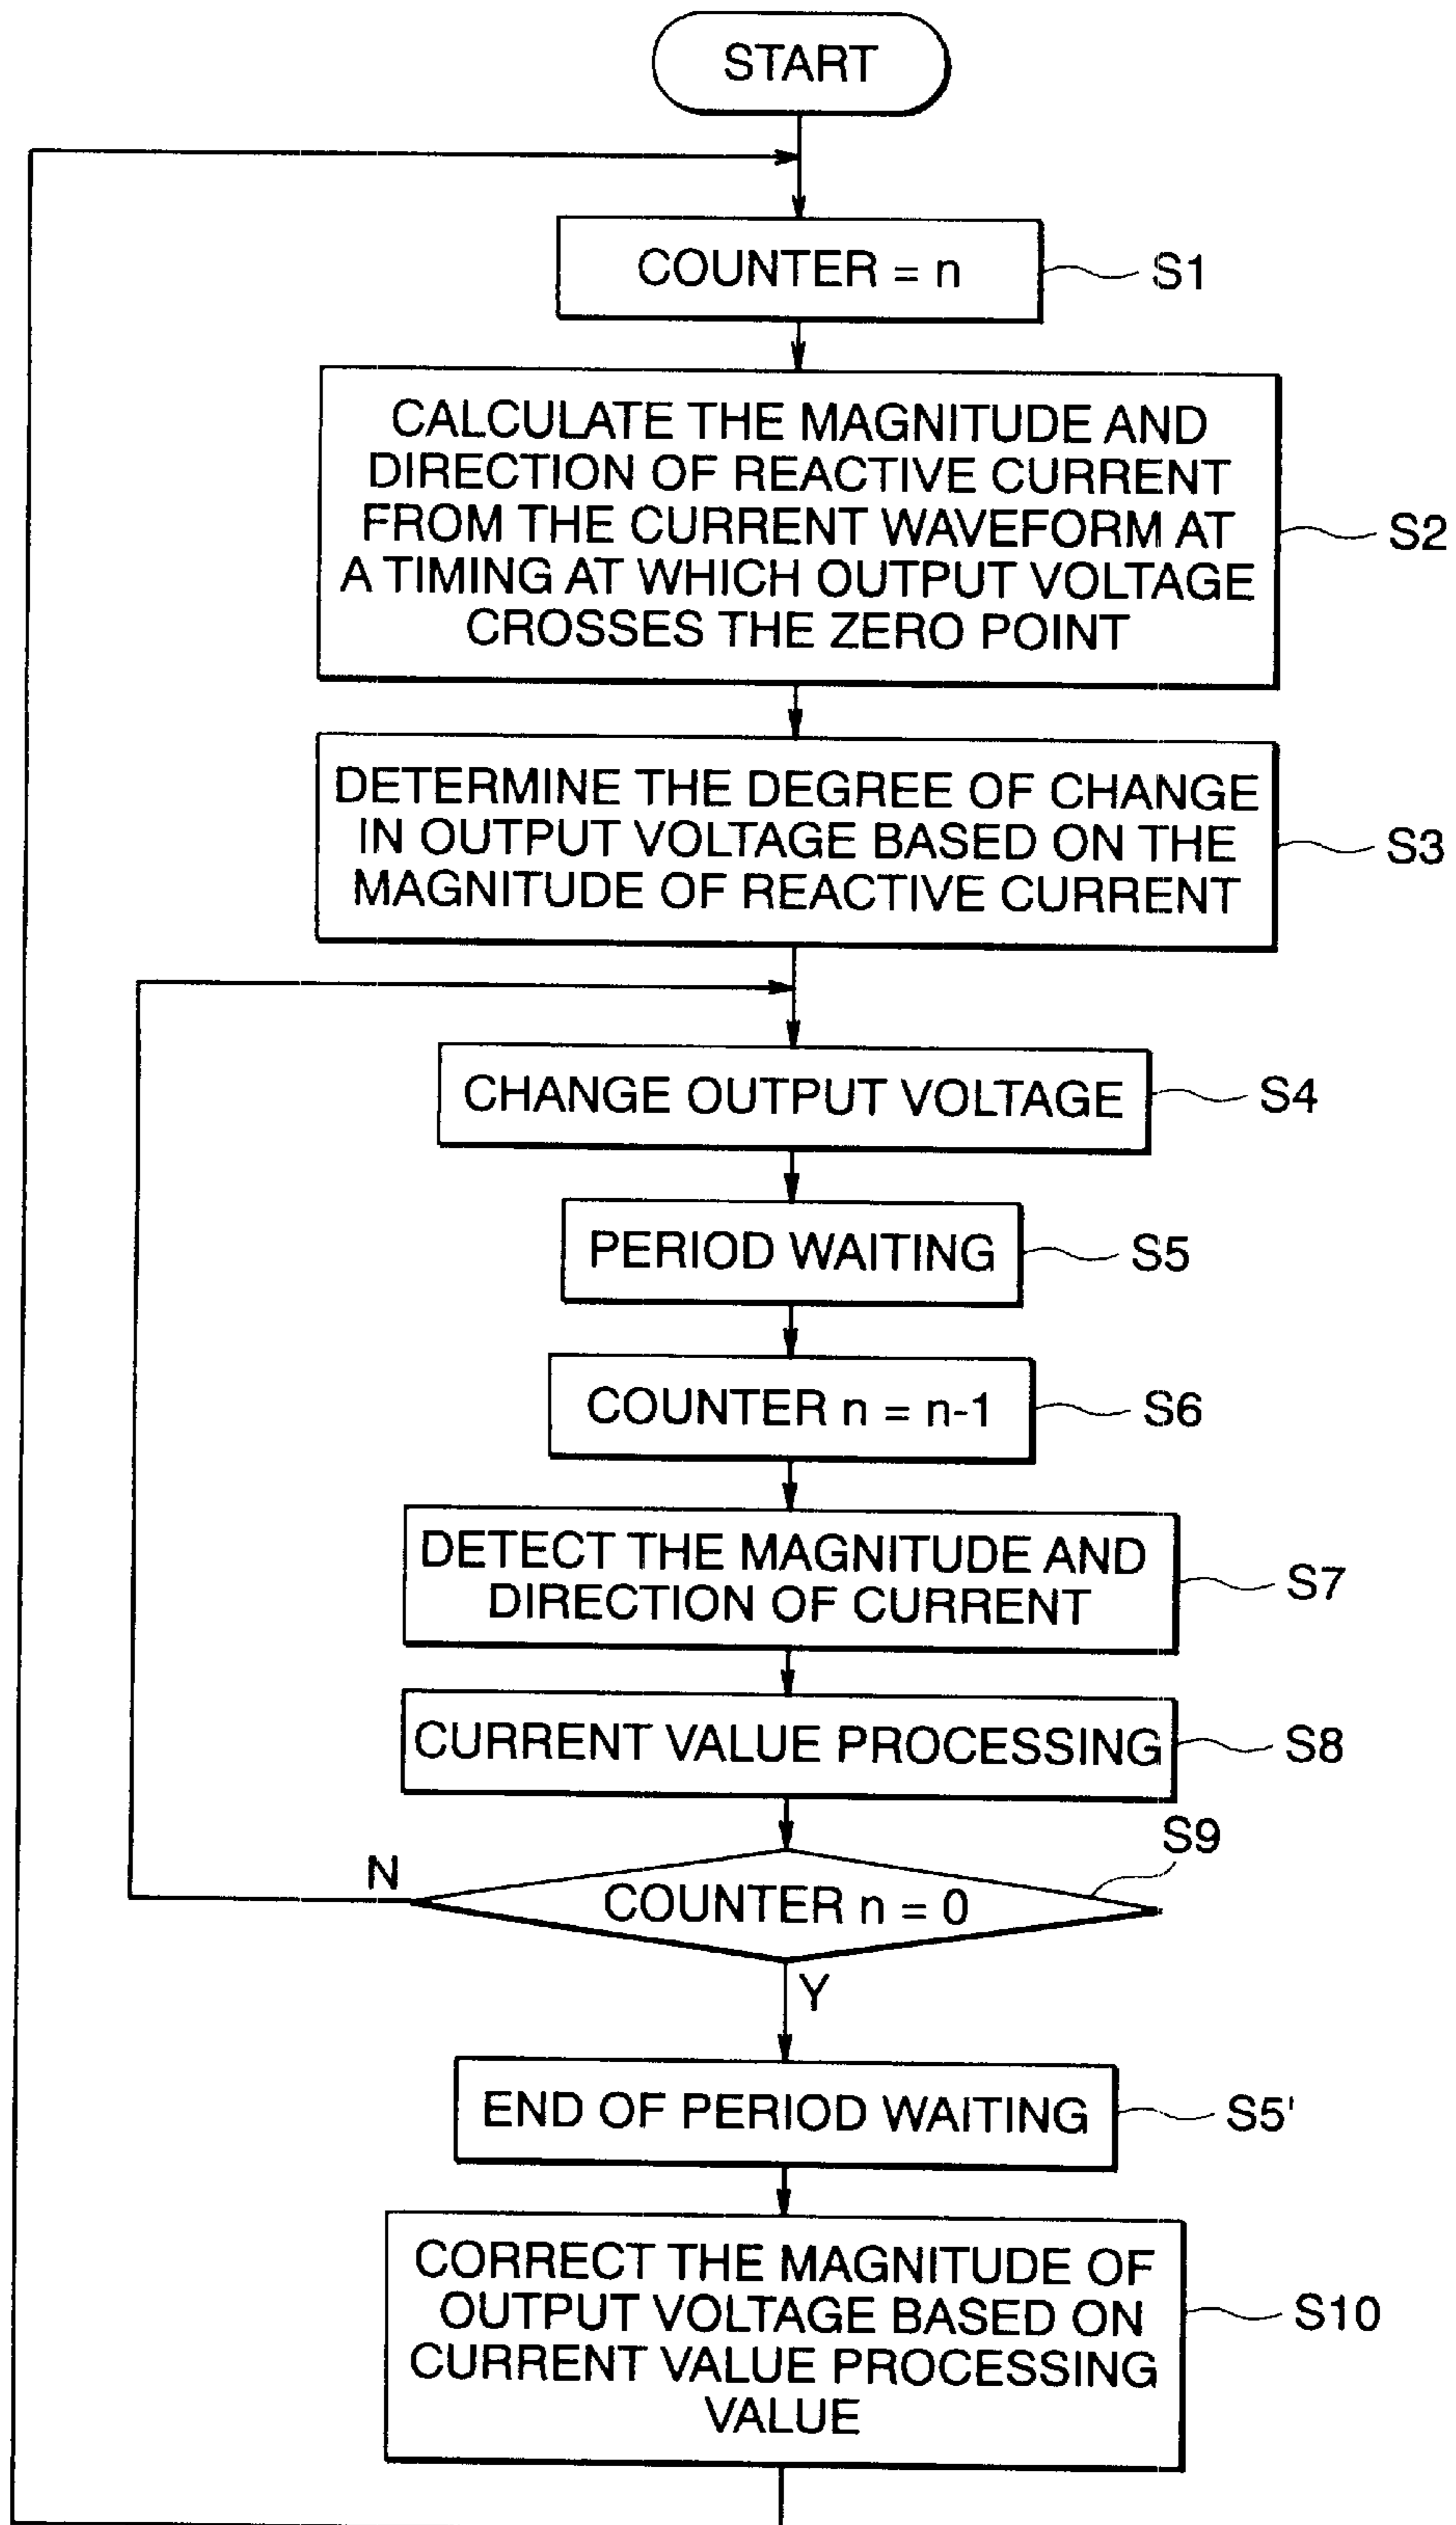 START
COUNTER = n
S1
CALCULATE THE MAGNITUDE AND
DIRECTION OF REACTIVE CURRENT
FROM THE CURRENT WAVEFORM AT
A TIMING AT WHICH OUTPUT VOLTAGE
CROSSES THE ZERO POINT
S2
DETERMINE THE DEGREE OF CHANGE
IN OUTPUT VOLTAGE BASED ON THE
MAGNITUDE OF REACTIVE CURRENT
S3
CHANGE OUTPUT VOLTAGE
S4
PERIOD WAITING
S5
COUNTER n = n-1
S6
DETECT THE MAGNITUDE AND
DIRECTION OF CURRENT
S7
CURRENT VALUE PROCESSING
S8
S9
N
COUNTER n = 0
Y
END OF PERIOD WAITING
S5'
CORRECT THE MAGNITUDE OF
OUTPUT VOLTAGE BASED ON
CURRENT VALUE PROCESSING
VALUE
S10